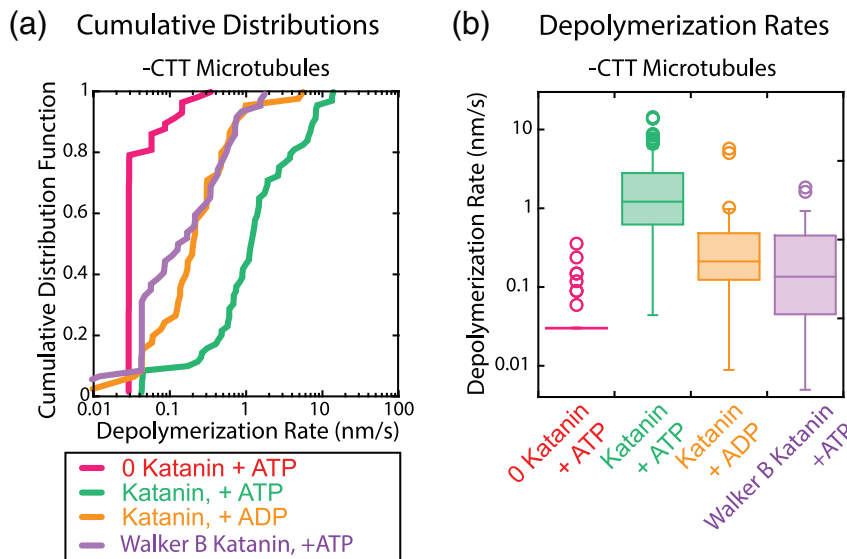 (a) Cumulative Distributions
-CTT Microtubules
Cumulative Distribution Function
1
0.8
0.6
0.4
0.2
0
0.01 0.1 1 10 100
Depolymerization Rate (nm/s)
0 Katanin + ATP
Katanin, + ATP
Katanin, + ADP
Walker B Katanin, +ATP
(b) Depolymerization Rates
-CTT Microtubules
Depolymerization Rate (nm/s)
10
1
0.1
0.01
0 Katanin
+ ATP
Katanin
+ ATP
Katanin
+ ADP
Walker B Katanin
+ATP